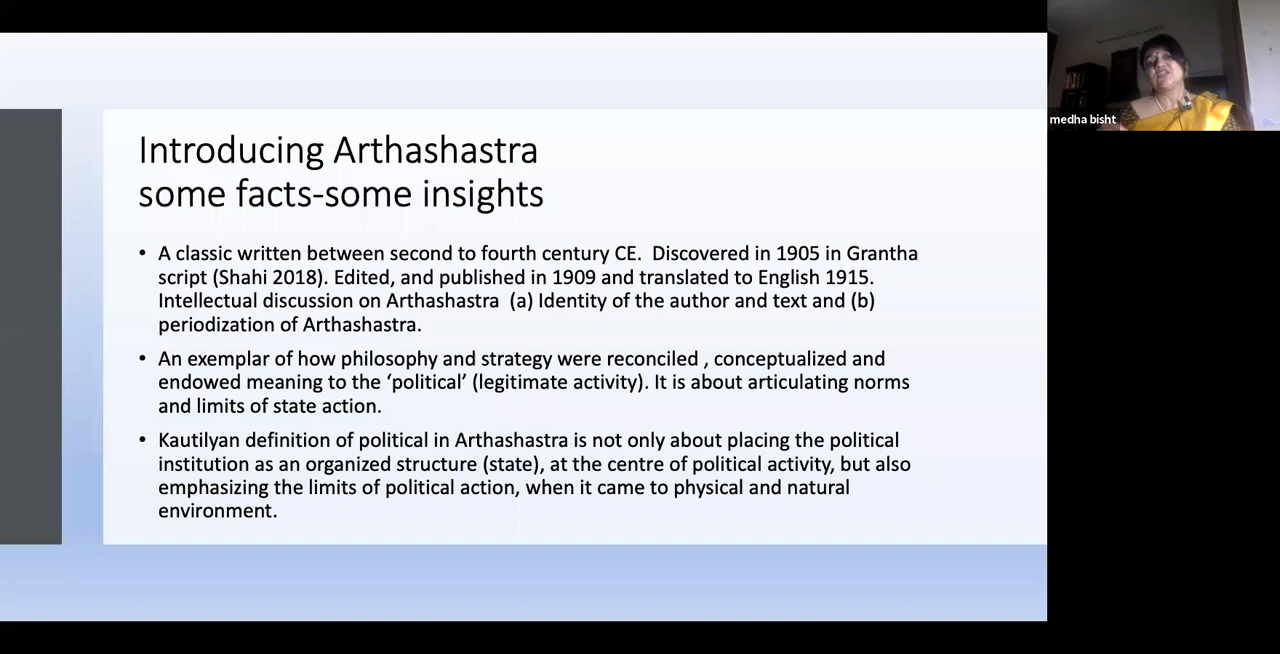 Introducing Arthashastra
some facts-some insights
• A classic written between second to fourth century CE.  Discovered in 1905 in Grantha
script (Shahi 2018). Edited, and published in 1909 and translated to English 1915.
Intellectual discussion on Arthashastra  (a) Identity of the author and text and (b)
periodization of Arthashastra.
• An exemplar of how philosophy and strategy were reconciled , conceptualized and
endowed meaning to the ‘political’ (legitimate activity). It is about articulating norms
and limits of state action.
• Kautilyan definition of political in Arthashastra is not only about placing the political
institution as an organized structure (state), at the centre of political activity, but also
emphasizing the limits of political action, when it came to physical and natural
environment.
medha bisht